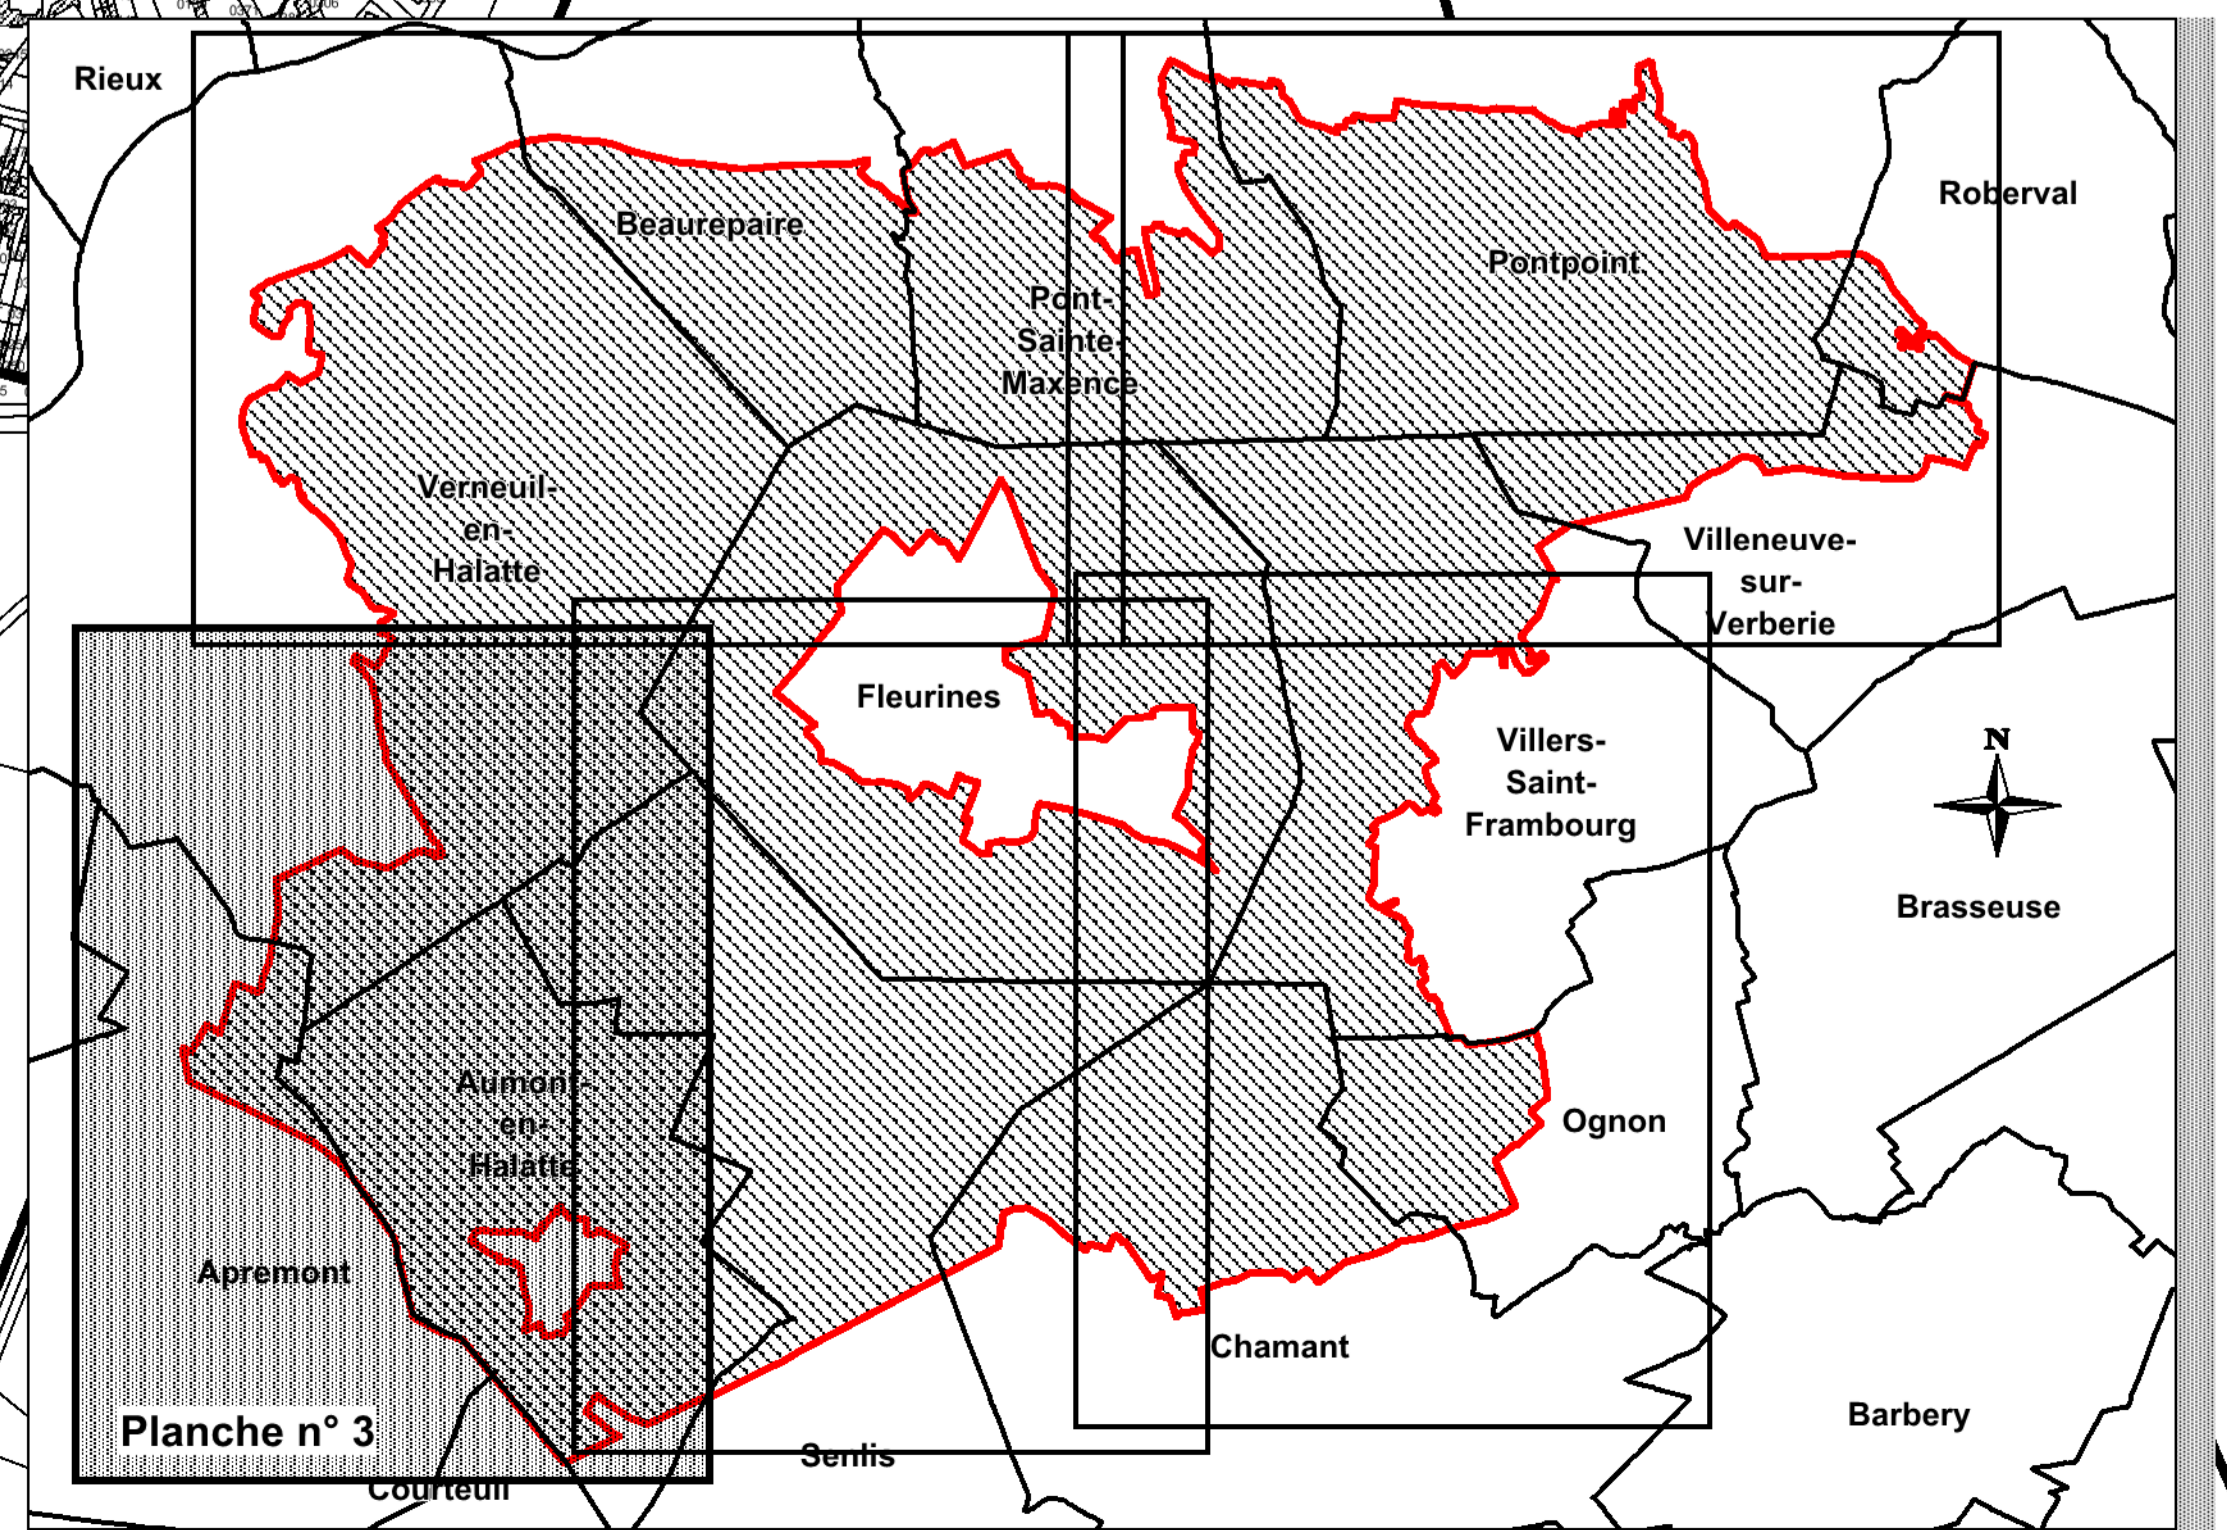 Rieux
Roberval
Beaurepaire
Pontpoint
Pont-
Sainte-
Maxence
Verneuil-
en-
Halatte
Villeneuve-
sur-
Verberie
Fleurines
Villers-
Saint-
Frambourg
N
Brasseuse
Aumont-
en-
Halatte
Ognon
Apremont
Chamant
Barbery
Planche n° 3
Senlis
Courteuil